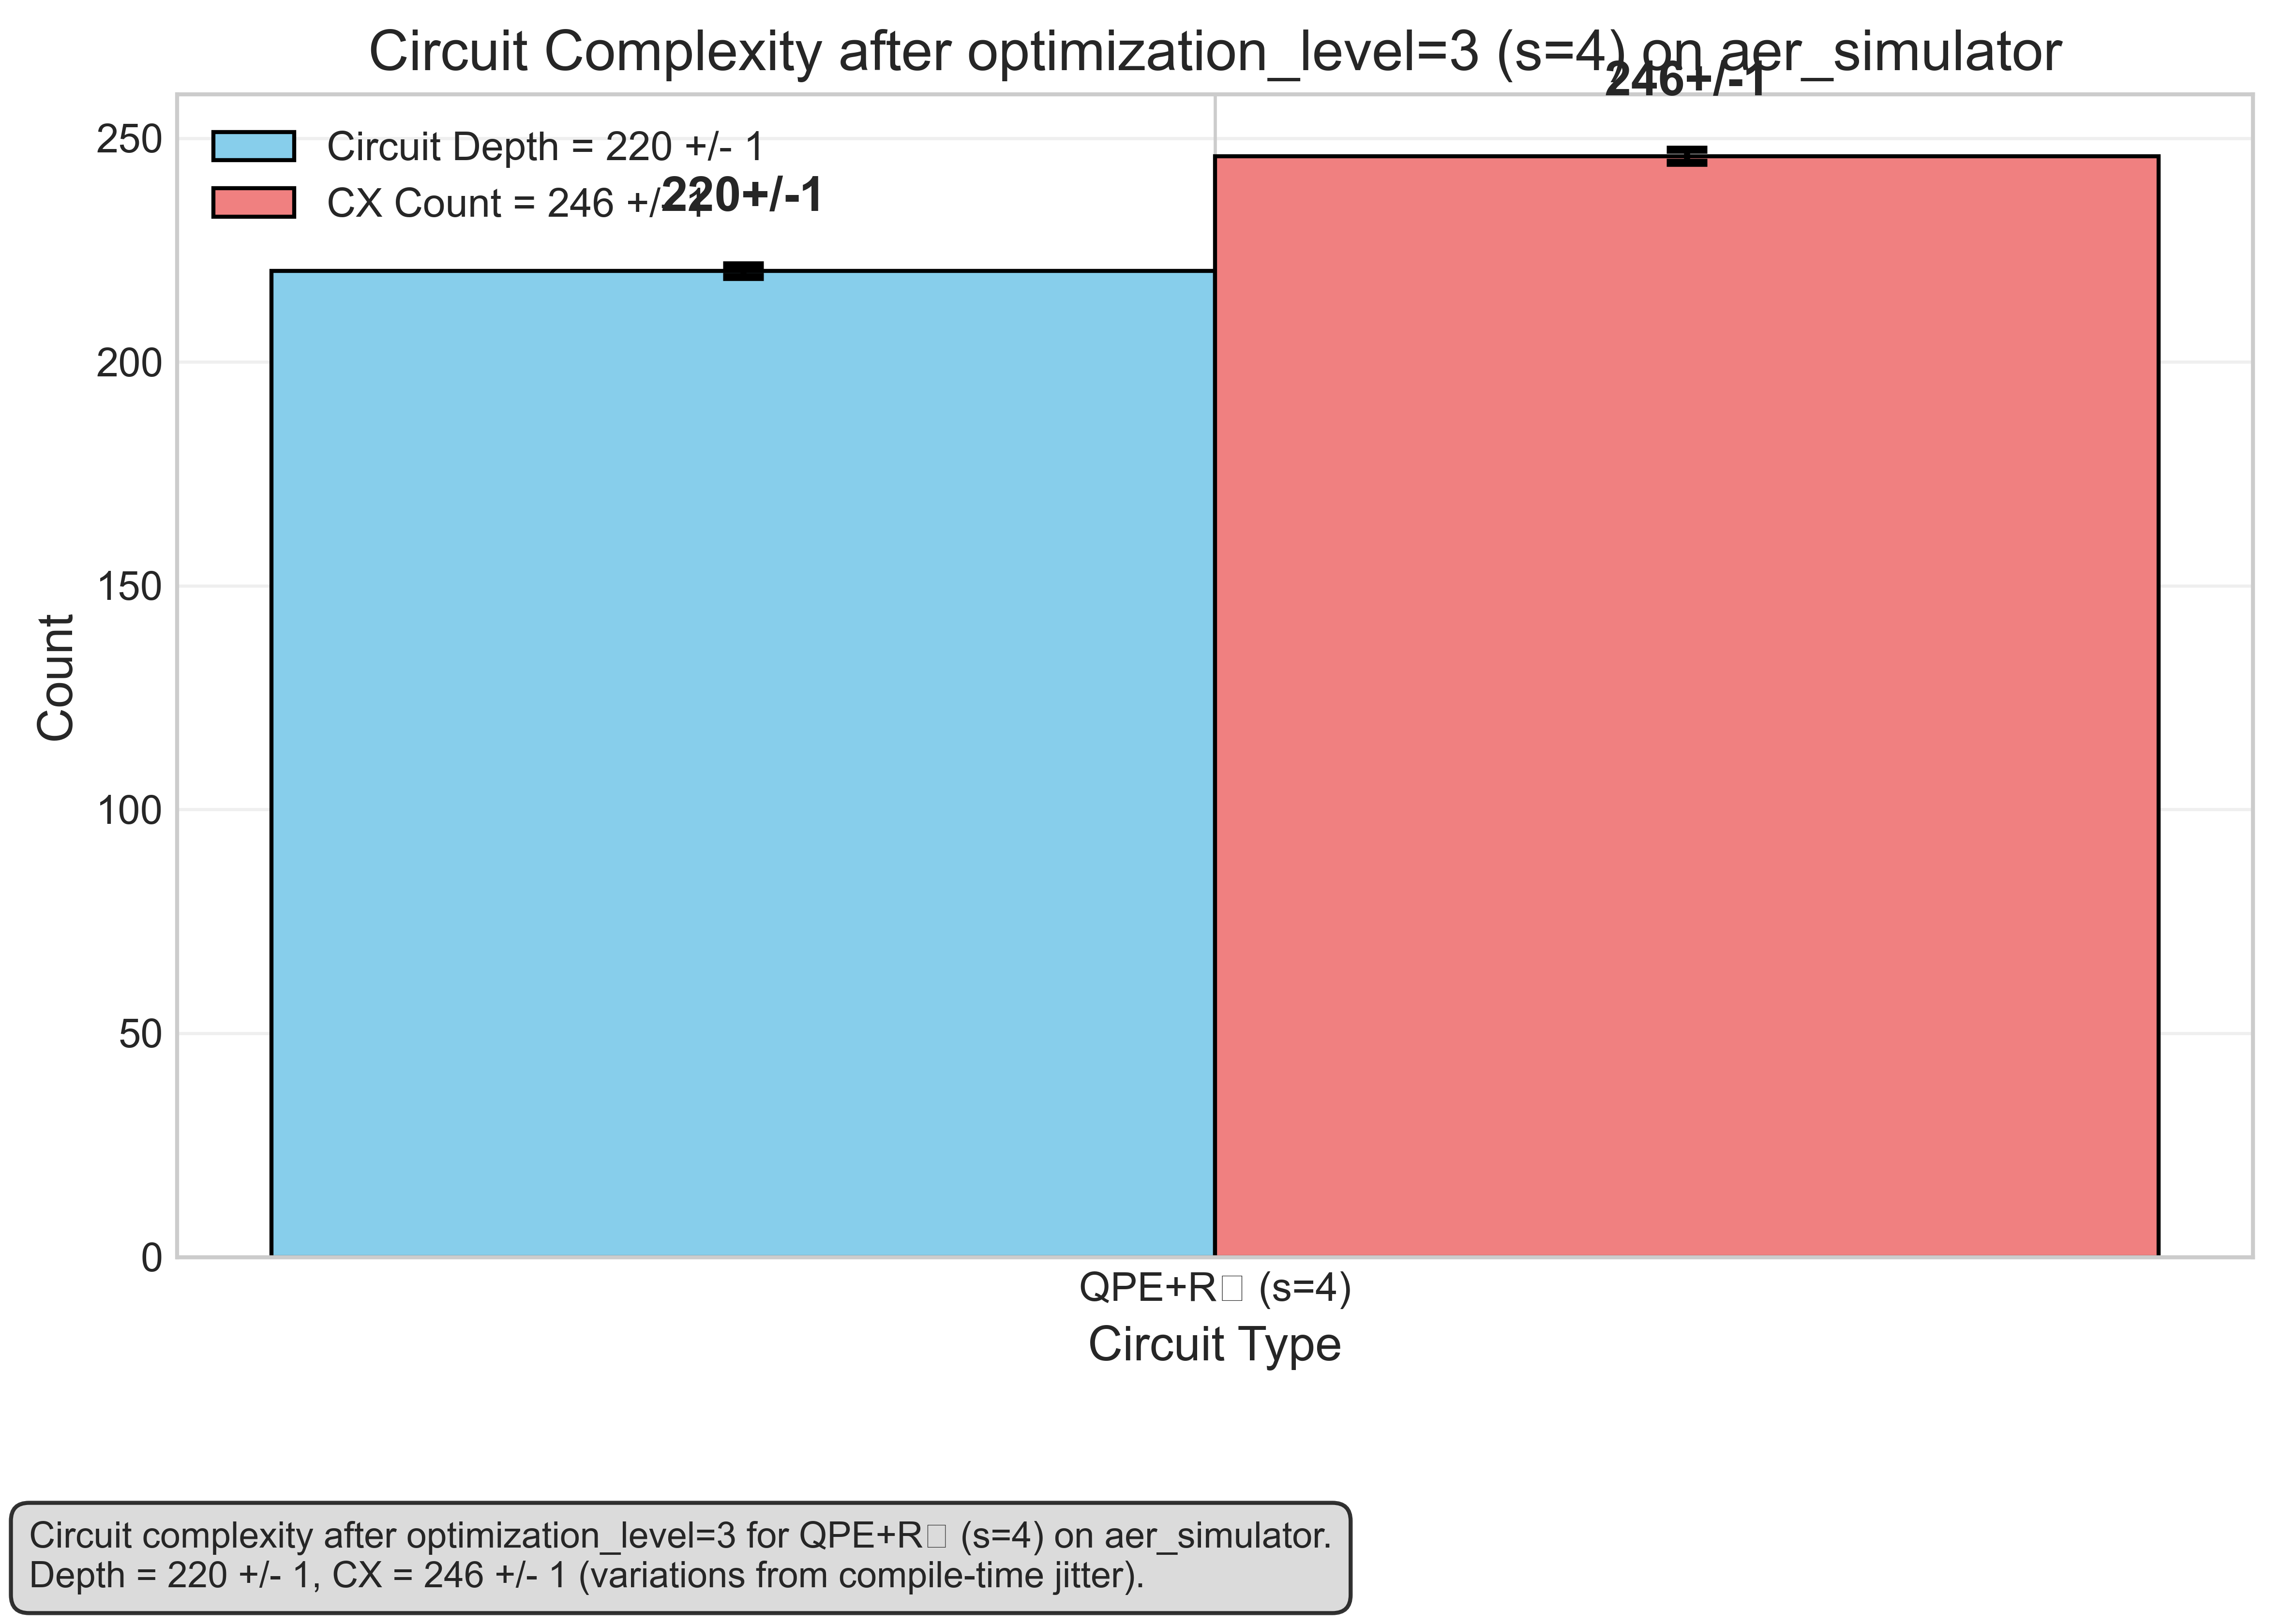 Circuit Complexity after optimization_level=3 (s=4) on aer_simulator
246+/-1
250
Circuit Depth = 220 +/- 1
CX Count = 246 +/- 1
220+/-1
200
150
Count
100
50
0
QPE+R□ (s=4)
Circuit Type
Circuit complexity after optimization_level=3 for QPE+R□ (s=4) on aer_simulator.
Depth = 220 +/- 1, CX = 246 +/- 1 (variations from compile-time jitter).